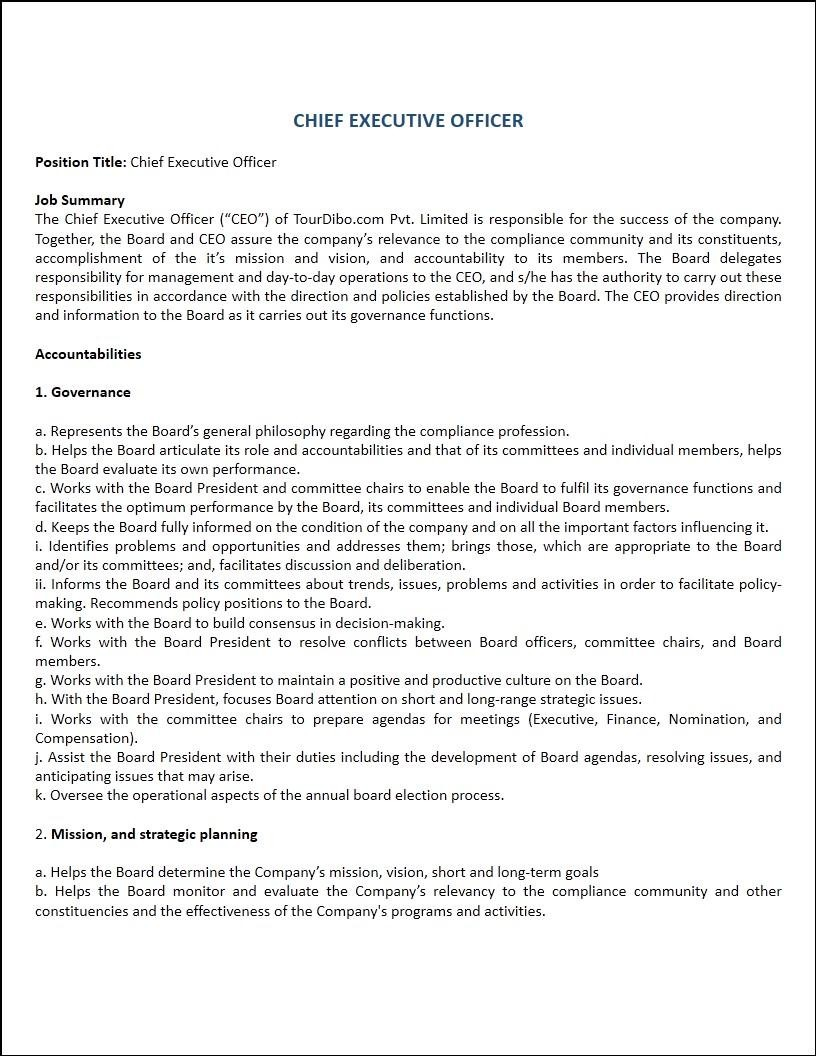 CHIEF EXECUTIVE OFFICER
Position Title: Chief Executive Officer
Job Summary
The Chief Executive Officer (“CEO”) of TourDibo.com Pvt. Limited is responsible for the success of the company.
Together, the Board and CEO assure the company’s relevance to the compliance community and its constituents,
accomplishment of the it’s mission and vision, and accountability to its members. The Board delegates
responsibility for management and day-to-day operations to the CEO, and s/he has the authority to carry out these
responsibilities in accordance with the direction and policies established by the Board. The CEO provides direction
and information to the Board as it carries out its governance functions.
Accountabilities
1. Governance
a. Represents the Board’s general philosophy regarding the compliance profession.
b. Helps the Board articulate its role and accountabilities and that of its committees and individual members, helps
the Board evaluate its own performance.
c. Works with the Board President and committee chairs to enable the Board to fulfil its governance functions and
facilitates the optimum performance by the Board, its committees and individual Board members.
d. Keeps the Board fully informed on the condition of the company and on all the important factors influencing it.
i. Identifies problems and opportunities and addresses them; brings those, which are appropriate to the Board
and/or its committees; and, facilitates discussion and deliberation.
ii. Informs the Board and its committees about trends, issues, problems and activities in order to facilitate policy-
making. Recommends policy positions to the Board.
e. Works with the Board to build consensus in decision-making.
f. Works with the Board President to resolve conflicts between Board officers, committee chairs, and Board
members.
g. Works with the Board President to maintain a positive and productive culture on the Board.
h. With the Board President, focuses Board attention on short and long-range strategic issues.
i. Works with the committee chairs to prepare agendas for meetings (Executive, Finance, Nomination, and
Compensation).
j. Assist the Board President with their duties including the development of Board agendas, resolving issues, and
anticipating issues that may arise.
k. Oversee the operational aspects of the annual board election process.
2. Mission, and strategic planning
a. Helps the Board determine the Company’s mission, vision, short and long-term goals
b. Helps the Board monitor and evaluate the Company’s relevancy to the compliance community and other
constituencies and the effectiveness of the Company's programs and activities.